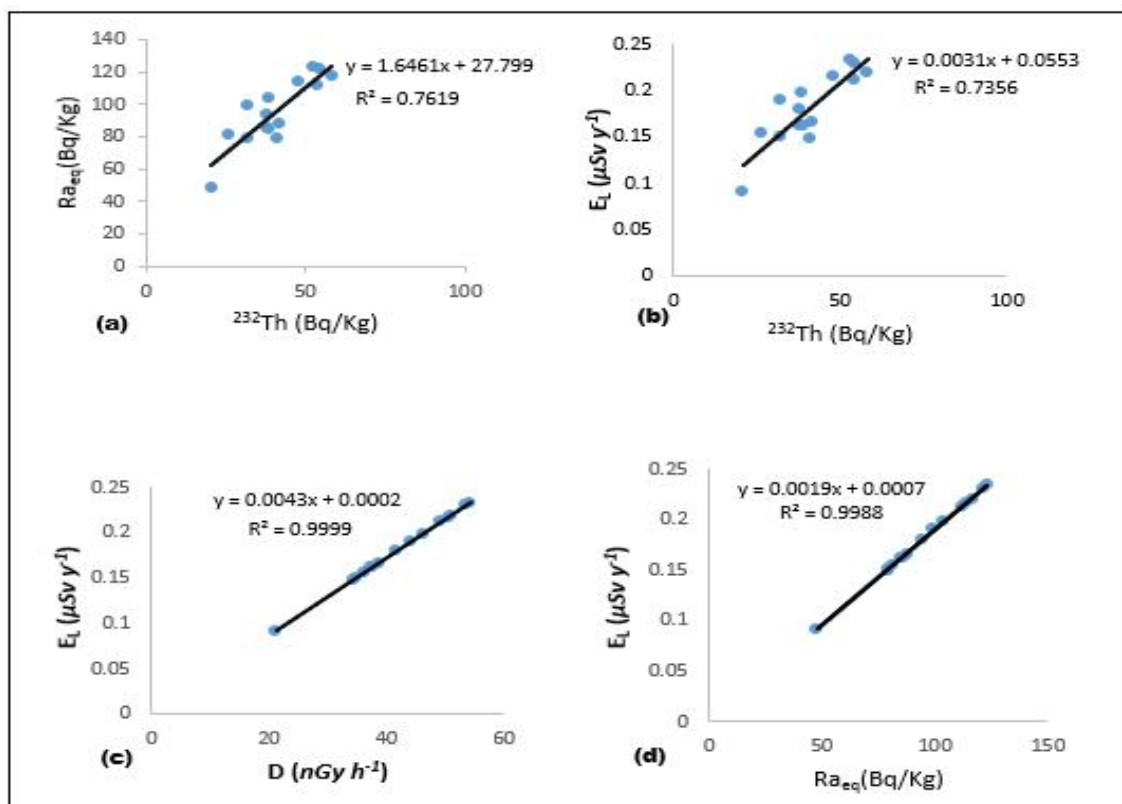 140
120
100
80
60
40
20
0
Ra_eq(Bq/Kg)
y = 1.6461x + 27.799
R² = 0.7619
0 50 100
(a)
²³²Th (Bq/Kg)
0.25
0.2
0.15
0.1
0.05
0
E_L (μSv y⁻¹)
y = 0.0031x + 0.0553
R² = 0.7356
0 50 100
(b)
²³²Th (Bq/Kg)
0.25
0.2
0.15
0.1
0.05
0
E_L (μSv y⁻¹)
y = 0.0043x + 0.0002
R² = 0.9999
0 20 40 60
(c)
D (nGy h⁻¹)
0.25
0.2
0.15
0.1
0.05
0
E_L (μSv y⁻¹)
y = 0.0019x + 0.0007
R² = 0.9988
0 50 100 150
(d)
Ra_eq(Bq/Kg)